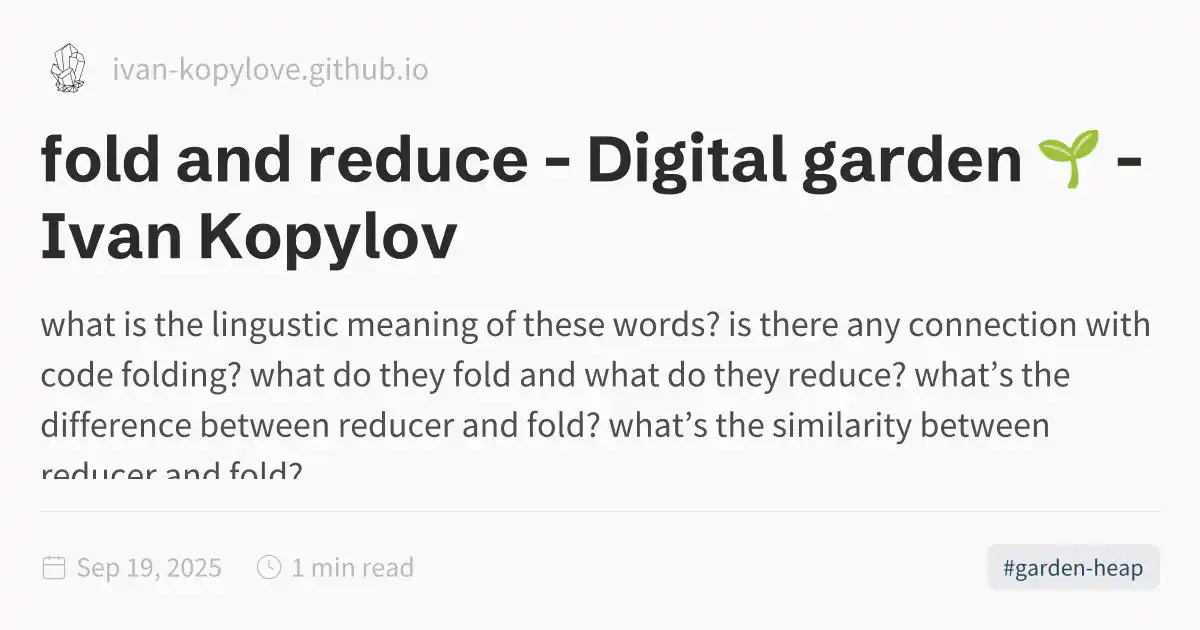 ivan-kopylove.github.io
fold and reduce - Digital garden 🌱 -
Ivan Kopylov
what is the lingustic meaning of these words? is there any connection with
code folding? what do they fold and what do they reduce? what’s the
difference between reducer and fold? what’s the similarity between
reducer and fold?
Sep 19, 2025
1 min read
#garden-heap